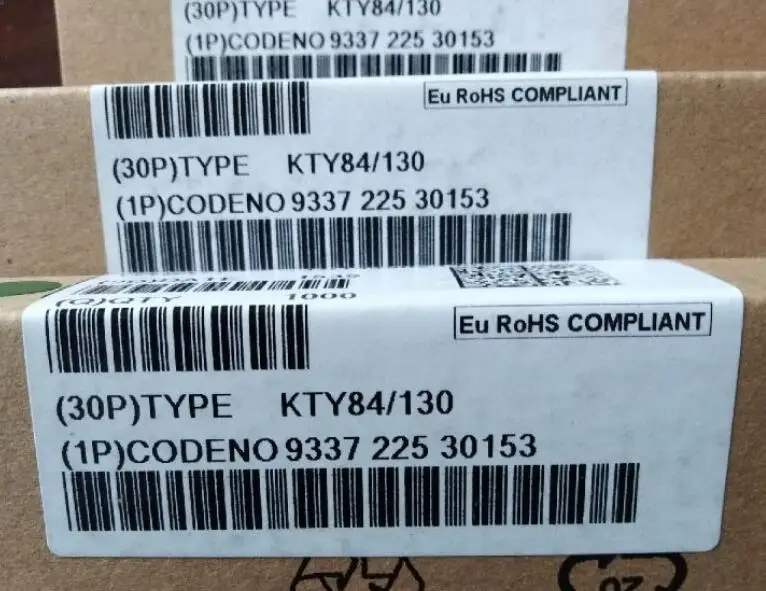 (30P)TYPE KTY84/130
(1P)CODENO 9337 225 30153
Eu RoHS COMPLIANT
(30P)TYPE KTY84/130
(1P)CODENO 9337 225 30153
(Q)QTY 1000
Eu RoHS COMPLIANT
(30P)TYPE KTY84/130
(1P)CODENO 9337 225 30153
20